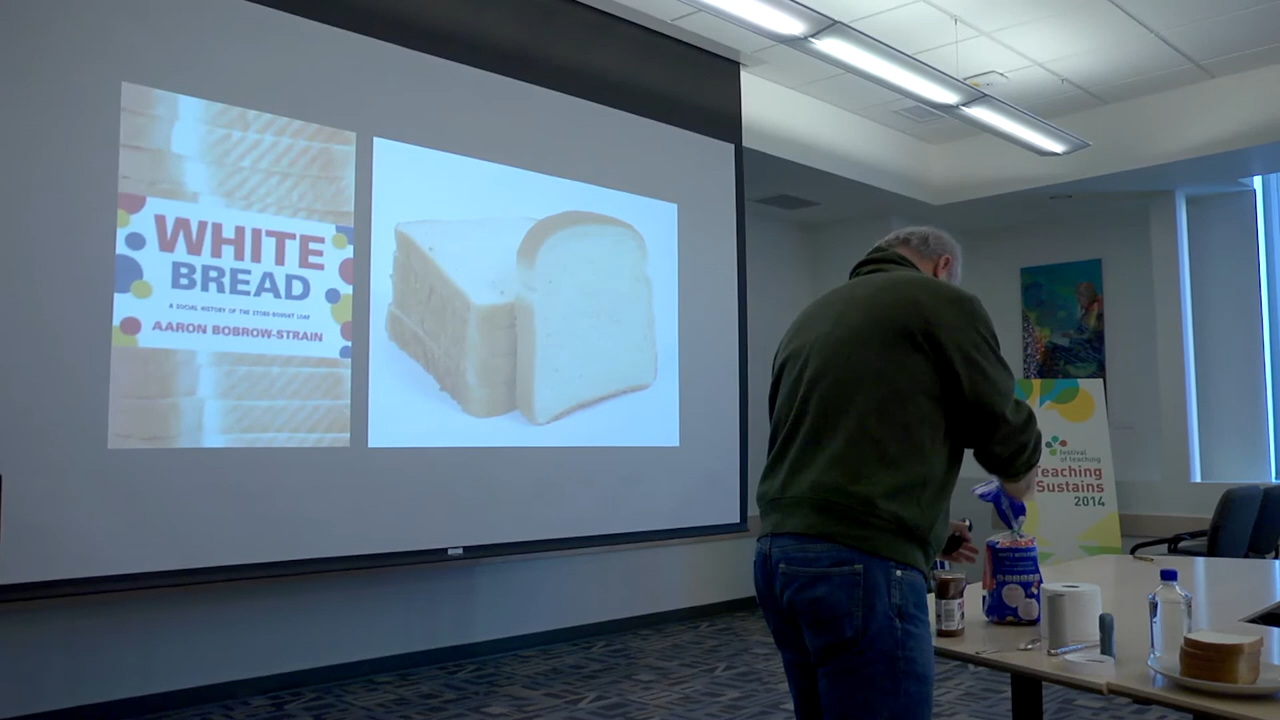 WHITE
BREAD
A SOCIAL HISTORY OF THE STORE-BOUGHT LOAF
AARON BOBROW-STRAIN
festival
of teaching
Teaching
Sustains
2014